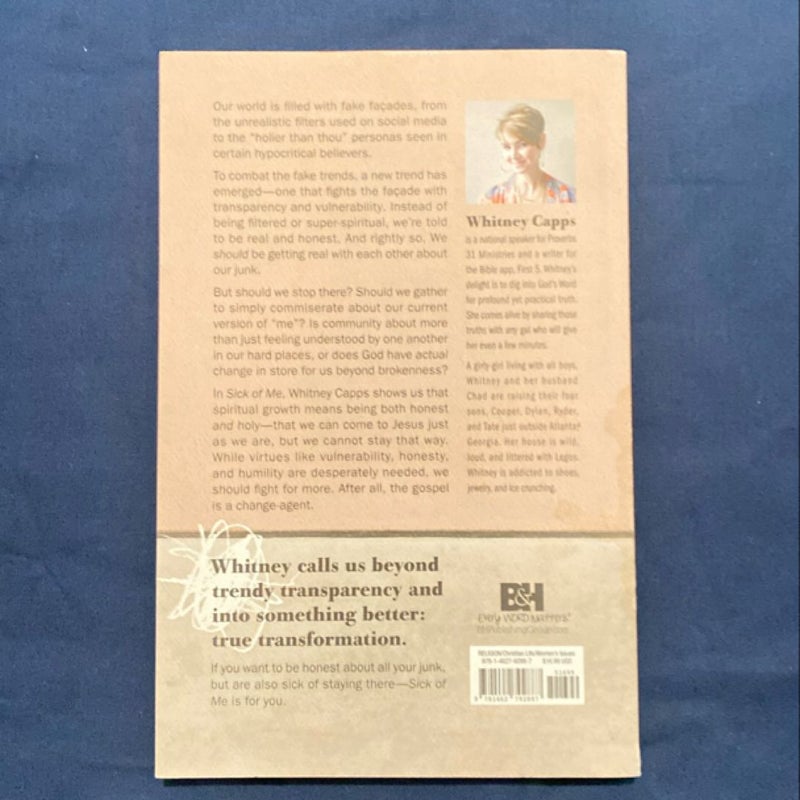 Our world is filled with fake façades, from
the unrealistic filters used on social media
to the "holier than thou" personas seen in
certain hypocritical believers.
To combat the fake trends, a new trend has
emerged—one that fights the façade with
transparency and vulnerability. Instead of
being filtered or super-spiritual, we're told
to be real and honest. And rightly so. We
should be getting real with each other about
our junk.
But should we stop there? Should we gather
to simply commiserate about our current
version of "me"? Is community about more
than just feeling understood by one another
in our hard places, or does God have actual
change in store for us beyond brokenness?
In Sick of Me, Whitney Capps shows us that
spiritual growth means being both honest
and holy—that we can come to Jesus just
as we are, but we cannot stay that way.
While virtues like vulnerability, honesty,
and humility are desperately needed, we
should fight for more. After all, the gospel
is a change-agent.
Whitney Capps
is a national speaker for Proverbs
31 Ministries and a writer for
the Bible app, First 5. Whitney's
delight is to dig into God's Word
for profound yet practical truth.
She comes alive by sharing those
truths with any gal who will give
her even a few minutes.
A girly-girl living with all boys,
Whitney and her husband
Chad are raising their four
sons, Cooper, Dylan, Ryder,
and Tate just outside Atlanta,
Georgia. Her house is wild,
loud, and littered with Legos.
Whitney is addicted to shoes,
jewelry, and ice crunching.
Whitney calls us beyond
trendy transparency and
into something better:
true transformation.
If you want to be honest about all your junk,
but are also sick of staying there—Sick of
Me is for you.
B&H
EVERY WORD MATTERS
BHPublishingGroup.com
RELIGION/Christian Life/Women's Issues
$16.99 USD
51699